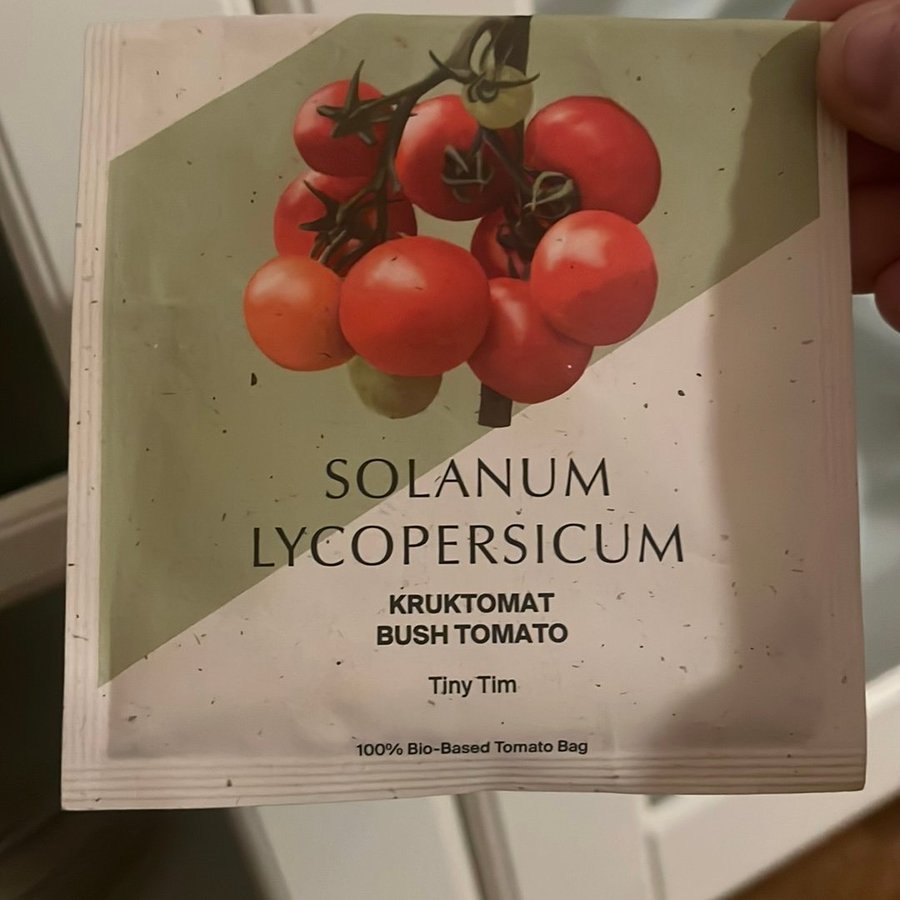 SOLANUM
LYCOPERSICUM
KRUKTOMAT
BUSH TOMATO
Tiny Tim
100% Bio-Based Tomato Bag